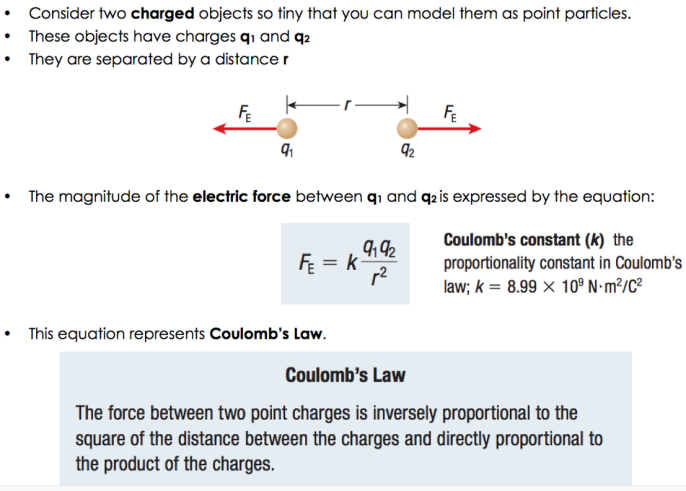 • Consider two charged objects so tiny that you can model them as point particles.
• These objects have charges q₁ and q₂
• They are separated by a distance r
r
F_E F_E
q₁ q₂
• The magnitude of the electric force between q₁ and q₂ is expressed by the equation:
F_E = k q₁q₂/r²
Coulomb's constant (k) the
proportionality constant in Coulomb's
law; k = 8.99 × 10⁹ N·m²/C²
• This equation represents Coulomb's Law.
Coulomb's Law
The force between two point charges is inversely proportional to the
square of the distance between the charges and directly proportional to
the product of the charges.